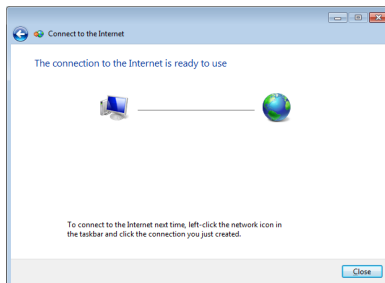 Connect to the Internet
The connection to the Internet is ready to use
To connect to the Internet next time, left-click the network icon in
the taskbar and click the connection you just created.
Close